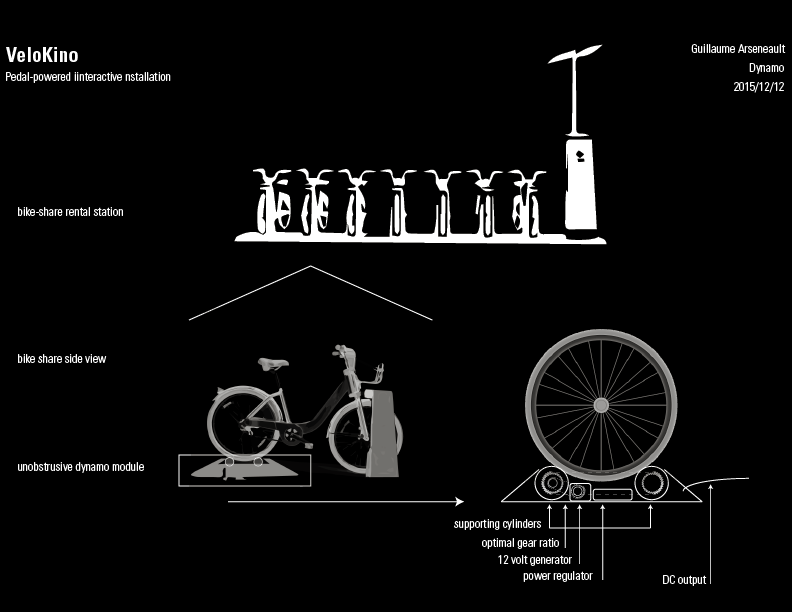 VeloKino
Pedal-powered iinteractive nstallation
Guillaume Arseneault
Dynamo
2015/12/12
bike-share rental station
bike share side view
unobstrusive dynamo module
supporting cylinders
optimal gear ratio
12 volt generator
power regulator
DC output